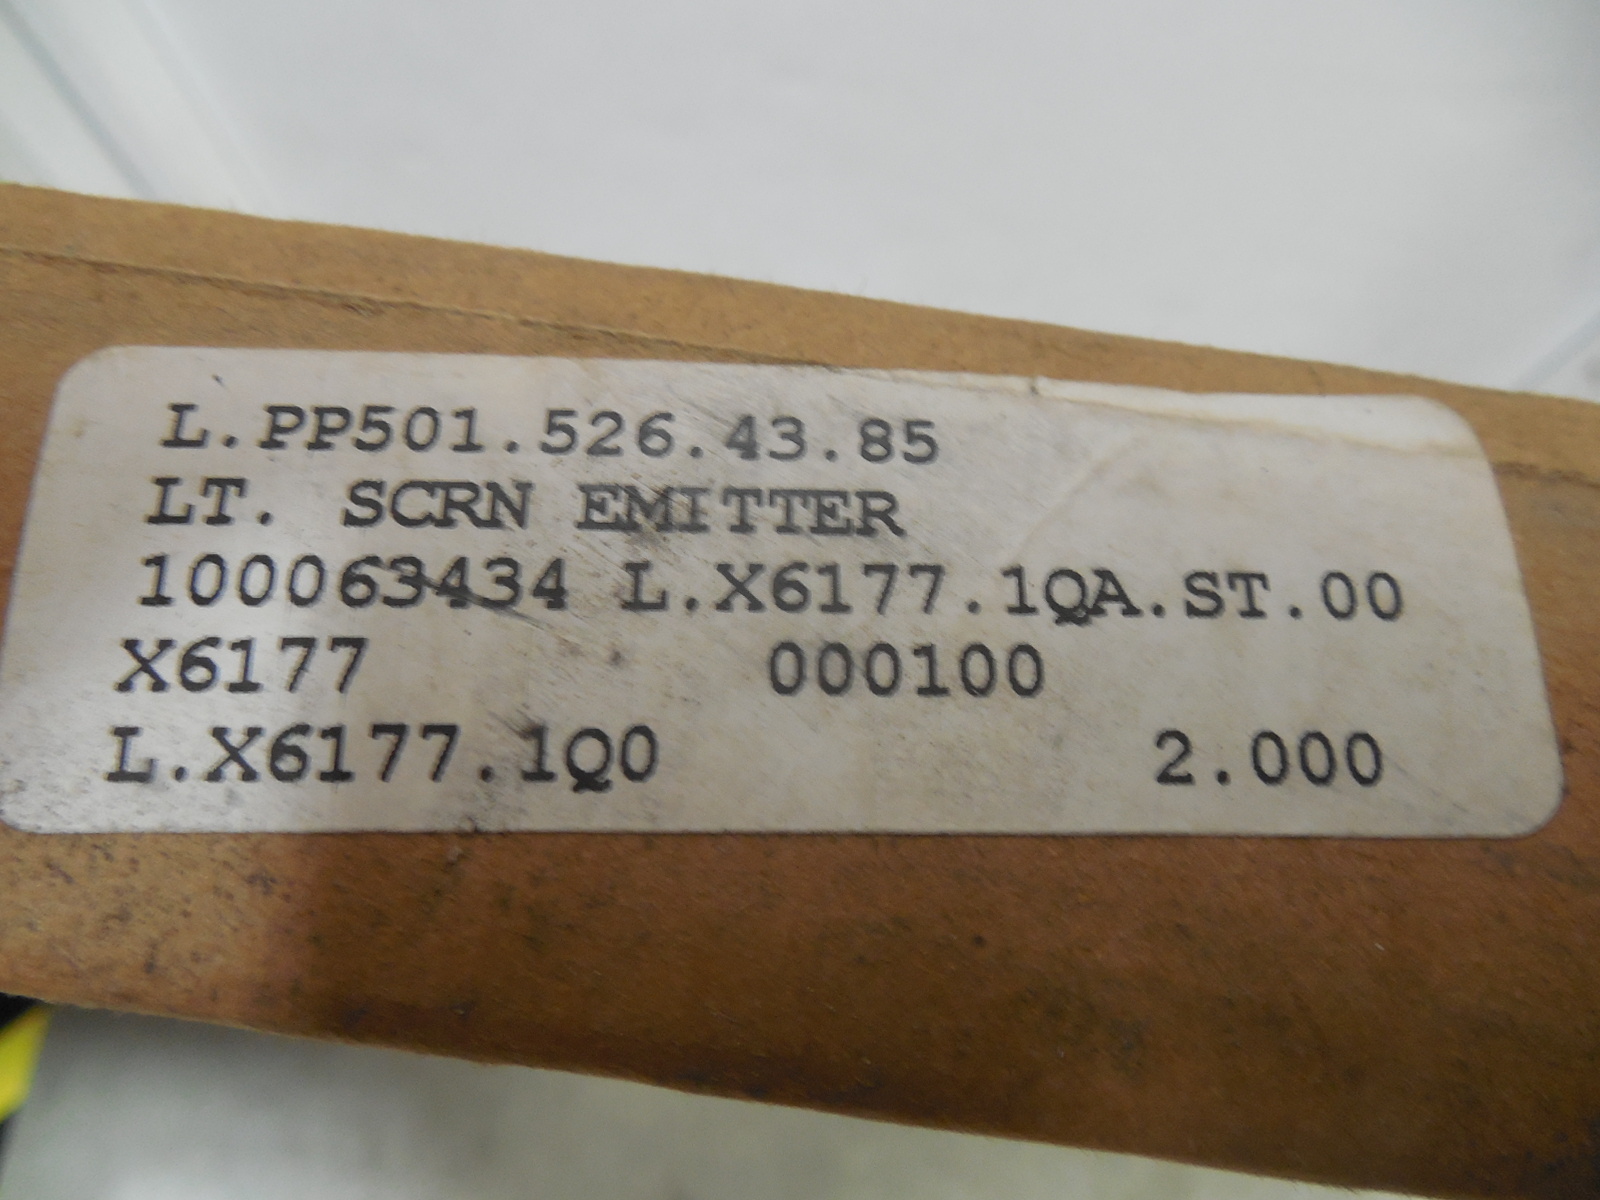 L.PP501.526.43.85
LT. SCRN EMITTER
100063434 L.X6177.1QA.ST.00
X6177 000100
L.X6177.1Q0 2.000